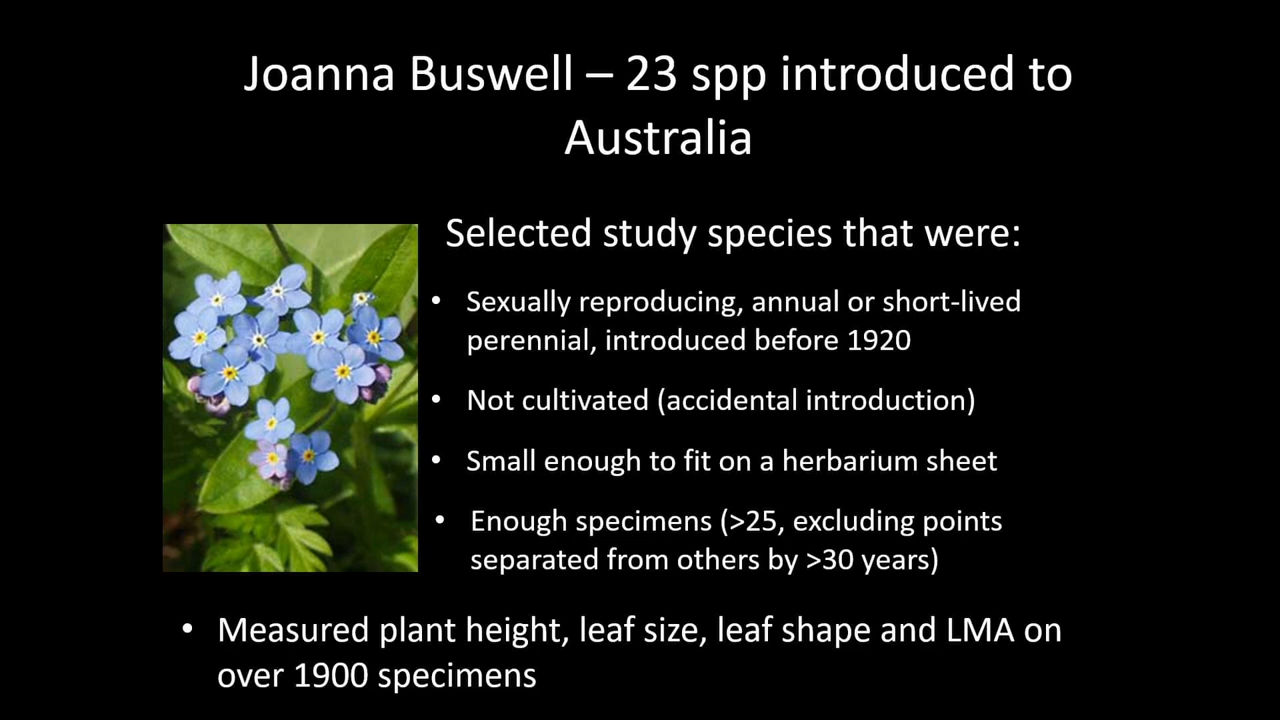 Joanna Buswell – 23 spp introduced to
Australia
Selected study species that were:
• Sexually reproducing, annual or short-lived
perennial, introduced before 1920
• Not cultivated (accidental introduction)
• Small enough to fit on a herbarium sheet
• Enough specimens (>25, excluding points
separated from others by >30 years)
• Measured plant height, leaf size, leaf shape and LMA on
over 1900 specimens